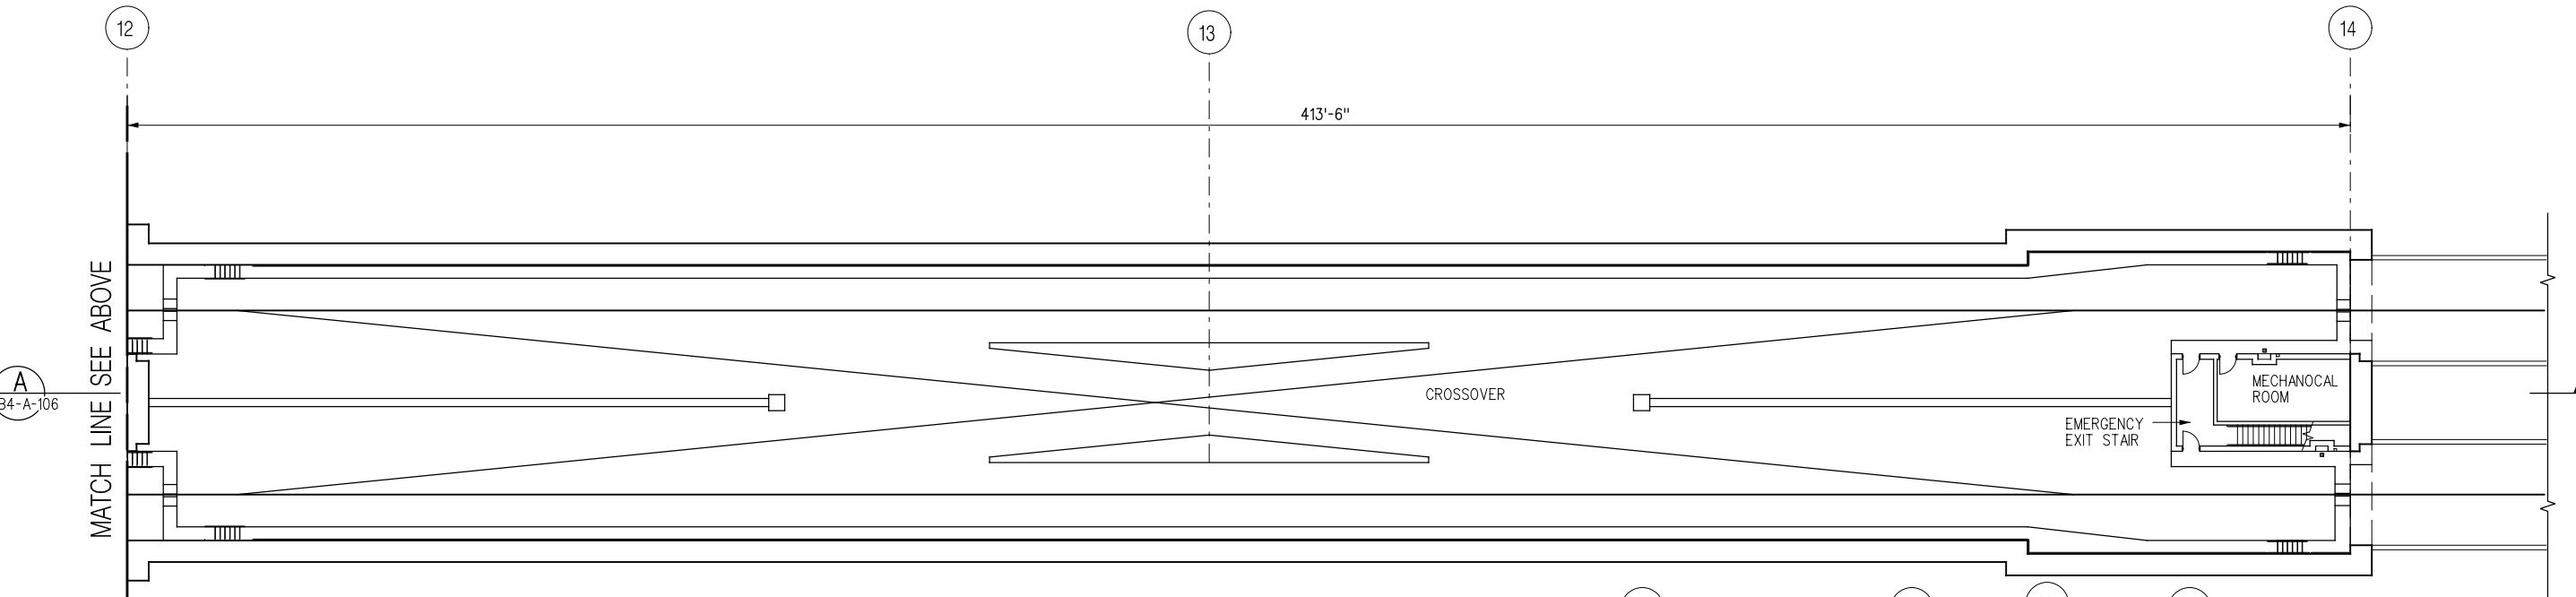 12
13
14
413'-6"
MATCH LINE SEE ABOVE
A
34-A-106
CROSSOVER
MECHANOCAL
ROOM
EMERGENCY
EXIT STAIR